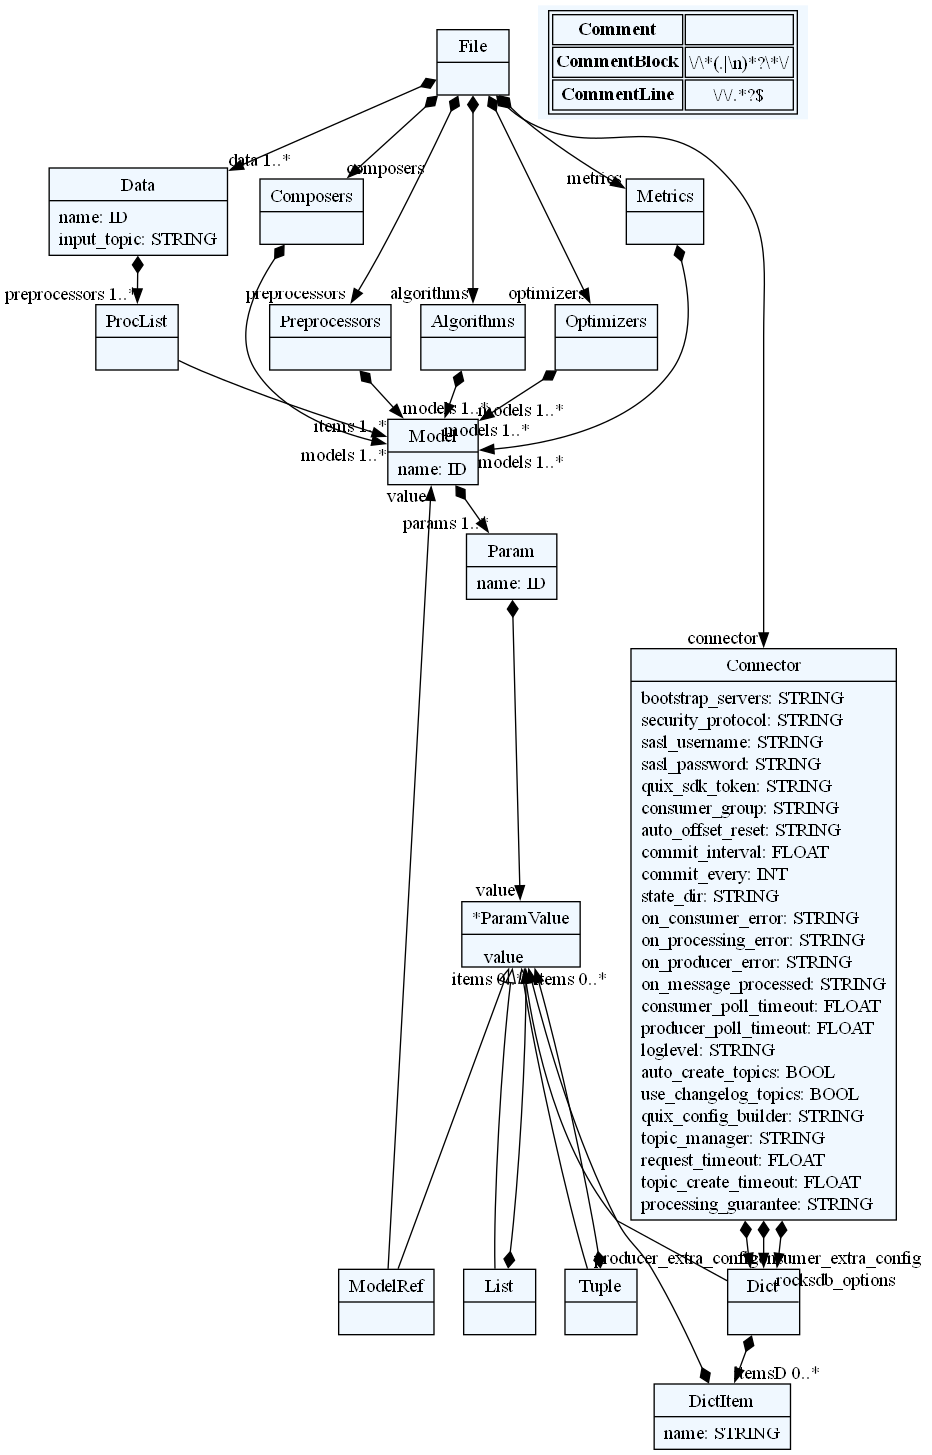 File
Comment
CommentBlock \/\*(.|\n)*?\*\/
CommentLine \/\/.*?$
data 1..*
composers
metrics
Data
name: ID
input_topic: STRING
Composers
Metrics
preprocessors 1..*
preprocessors
algorithms
optimizers
ProcList
Preprocessors
Algorithms
Optimizers
models 1..*
models 1..*
items 1..*
models 1..*
models 1..*
models 1..*
Model
name: ID
value
params 1..*
Param
name: ID
connector
Connector
bootstrap_servers: STRING
security_protocol: STRING
sasl_username: STRING
sasl_password: STRING
quix_sdk_token: STRING
consumer_group: STRING
auto_offset_reset: STRING
commit_interval: FLOAT
commit_every: INT
state_dir: STRING
on_consumer_error: STRING
on_processing_error: STRING
on_producer_error: STRING
on_message_processed: STRING
consumer_poll_timeout: FLOAT
producer_poll_timeout: FLOAT
loglevel: STRING
auto_create_topics: BOOL
use_changelog_topics: BOOL
quix_config_builder: STRING
topic_manager: STRING
request_timeout: FLOAT
topic_create_timeout: FLOAT
processing_guarantee: STRING
value
*ParamValue
value
items 0..*
items 0..*
producer_extra_config
consumer_extra_config
rocksdb_options
ModelRef
List
Tuple
Dict
itemsD 0..*
DictItem
name: STRING